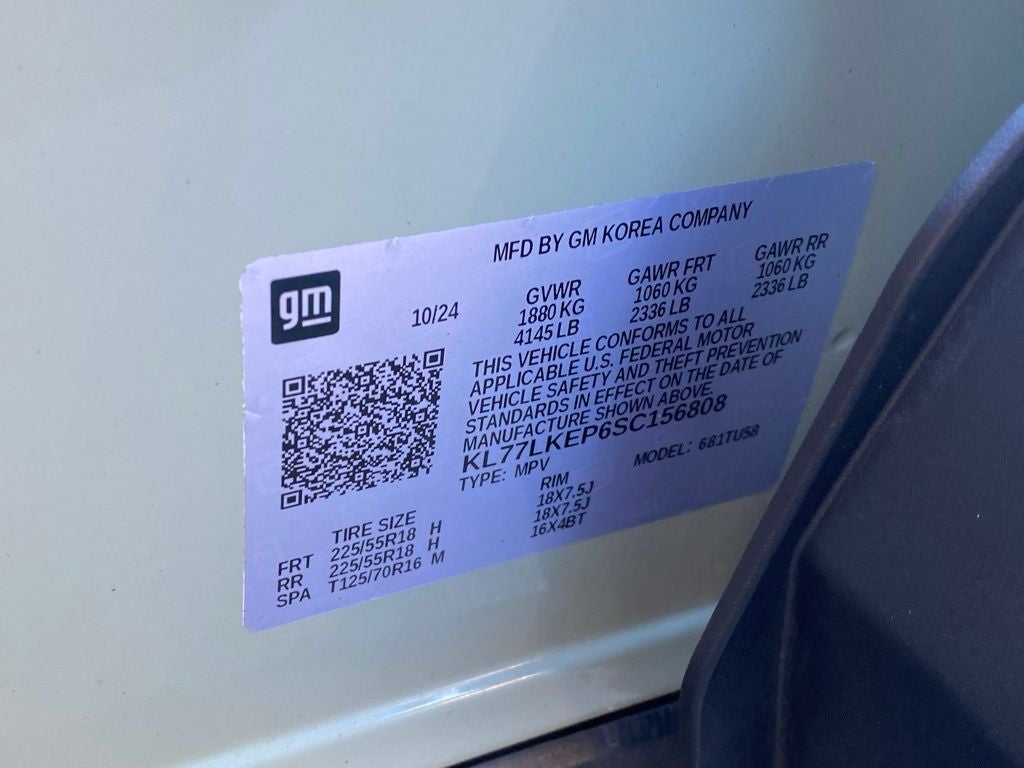 MFD BY GM KOREA COMPANY
gm
10/24
GVWR GAWR FRT GAWR RR
1880 KG 1060 KG 1060 KG
4145 LB 2336 LB 2336 LB
THIS VEHICLE CONFORMS TO ALL
APPLICABLE U.S. FEDERAL MOTOR
VEHICLE SAFETY AND THEFT PREVENTION
STANDARDS IN EFFECT ON THE DATE OF
MANUFACTURE SHOWN ABOVE.
KL77LKEP6SC156808
TYPE: MPV MODEL: 681TU58
TIRE SIZE RIM
FRT 225/55R18 H 18X7.5J
RR 225/55R18 H 18X7.5J
SPA T125/70R16 M 16X4BT